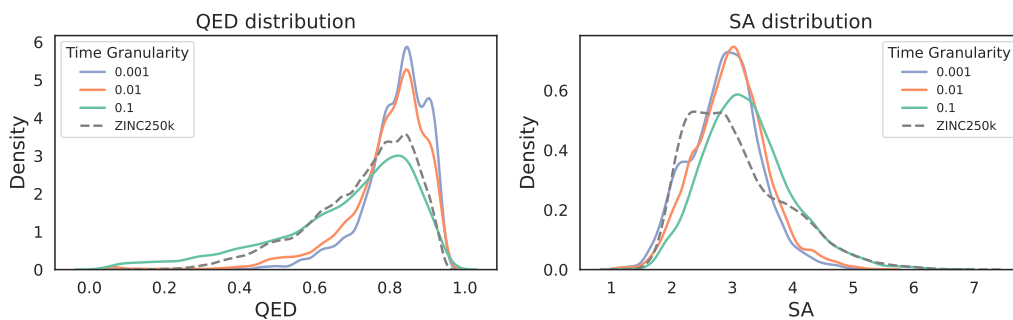 QED distribution
Density
6
5
4
3
2
1
0
Time Granularity
0.001
0.01
0.1
ZINC250k
0.0 0.2 0.4 0.6 0.8 1.0
QED
SA distribution
Density
0.6
0.4
0.2
0.0
Time Granularity
0.001
0.01
0.1
ZINC250k
1 2 3 4 5 6 7
SA